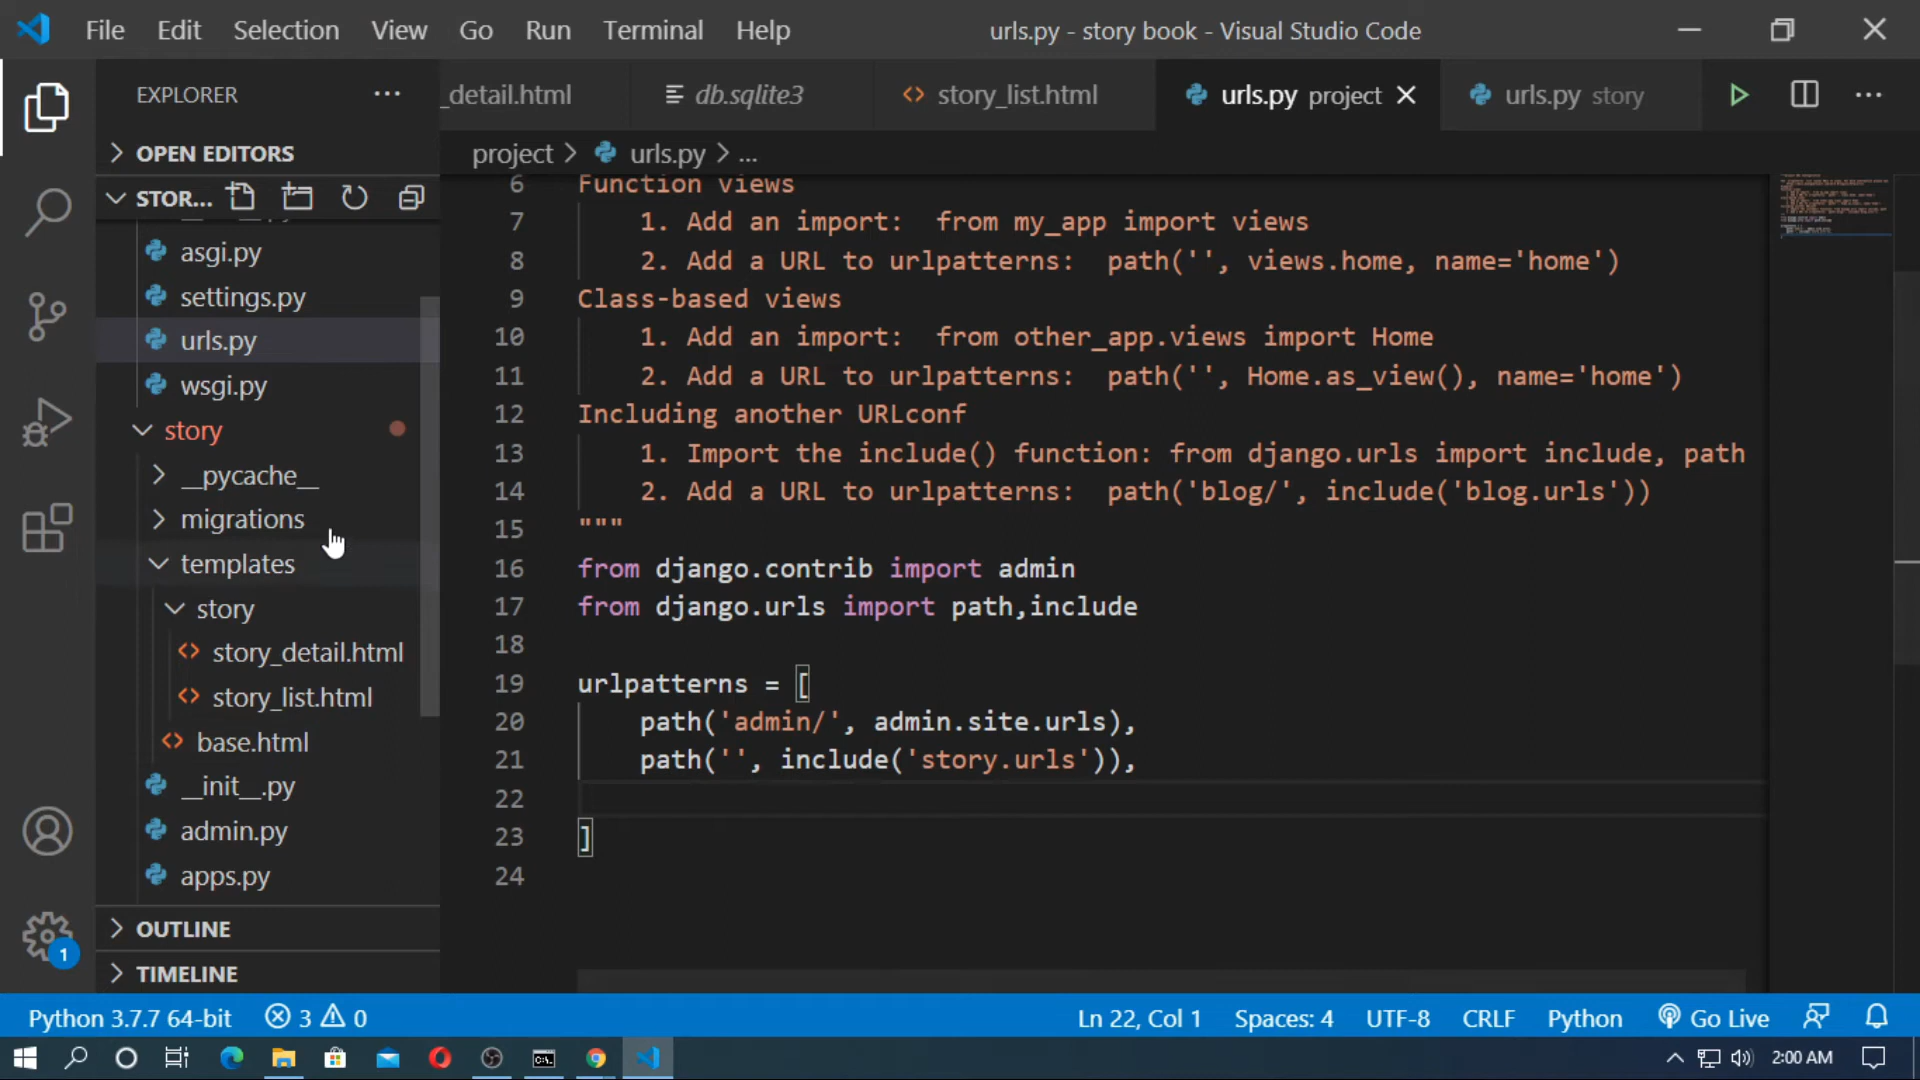 File Edit Selection View Go Run Terminal Help urls.py - story book - Visual Studio Code
EXPLORER
_detail.html db.sqlite3 story_list.html urls.py project urls.py story
OPEN EDITORS
project > urls.py > ...
STOR...
asgi.py
settings.py
urls.py
wsgi.py
story
__pycache__
migrations
templates
story
story_detail.html
story_list.html
base.html
__init__.py
admin.py
apps.py
OUTLINE
TIMELINE
6 Function views
7 1. Add an import:  from my_app import views
8 2. Add a URL to urlpatterns:  path('', views.home, name='home')
9 Class-based views
10 1. Add an import:  from other_app.views import Home
11 2. Add a URL to urlpatterns:  path('', Home.as_view(), name='home')
12 Including another URLconf
13 1. Import the include() function: from django.urls import include, path
14 2. Add a URL to urlpatterns:  path('blog/', include('blog.urls'))
15 """
16 from django.contrib import admin
17 from django.urls import path,include
18
19 urlpatterns = [
20 path('admin/', admin.site.urls),
21 path('', include('story.urls')),
22
23 ]
24
1
Python 3.7.7 64-bit 3 0 Ln 22, Col 1 Spaces: 4 UTF-8 CRLF Python Go Live
2:00 AM